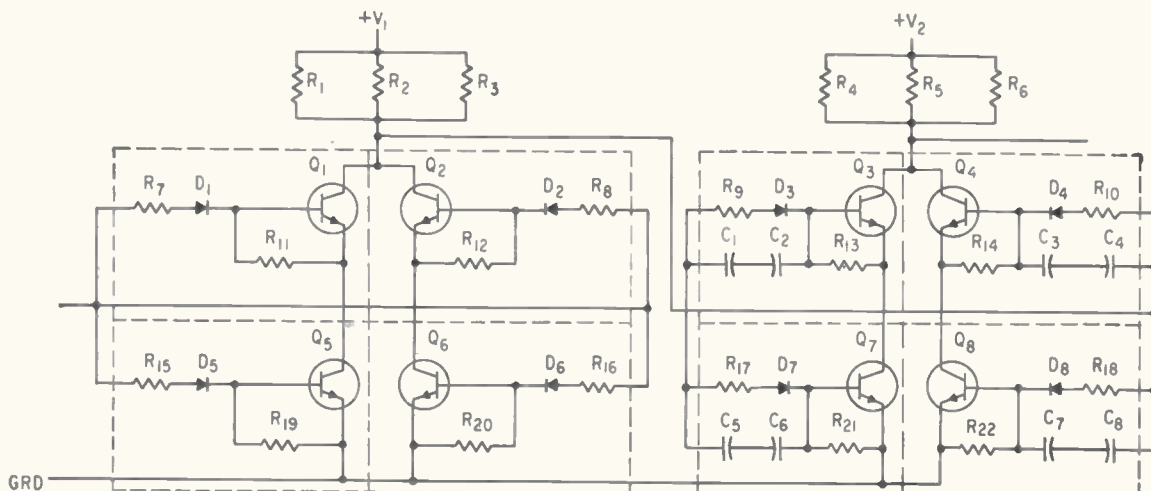 +V1 +V2
R1 R2 R3 R4 R5 R6
Q1 Q2 Q3 Q4
R7 D1 D2 R8 R9 D3 D4 R10
R11 R12 C1 C2 R13 R14 C3 C4
Q5 Q6 Q7 Q8
R15 D5 D6 R16 R17 D7 D8 R18
R19 R20 C5 C6 R21 R22 C7 C8
GRD